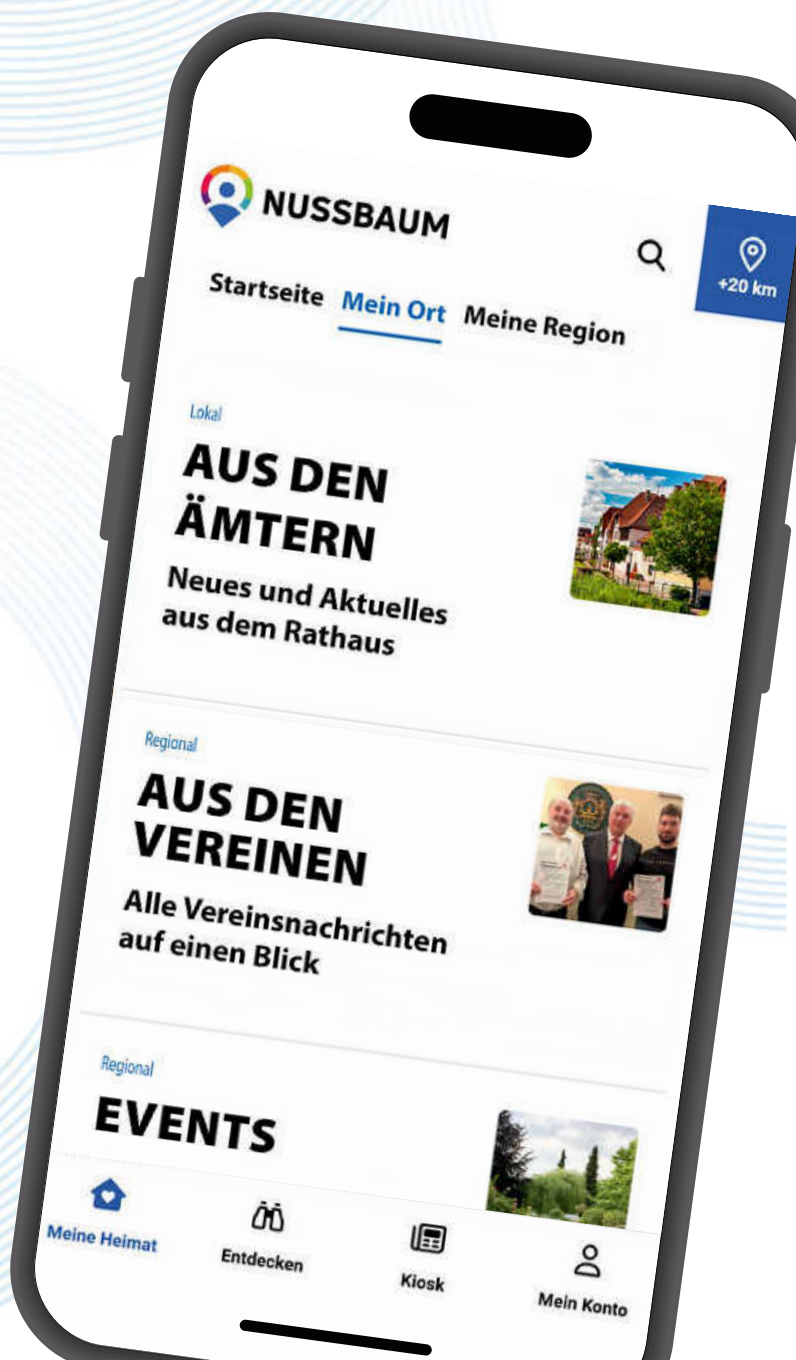 NUSSBAUM
+20 km
Startseite Mein Ort Meine Region
Lokal
AUS DEN
ÄMTERN
Neues und Aktuelles
aus dem Rathaus
Regional
AUS DEN
VEREINEN
Alle Vereinsnachrichten
auf einen Blick
Regional
EVENTS
Meine Heimat Entdecken Kiosk Mein Konto